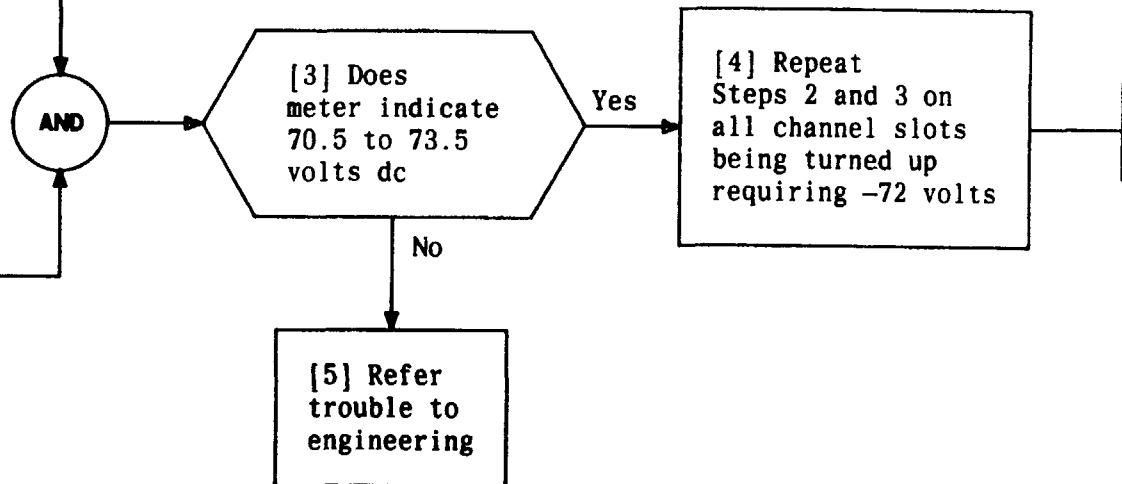 AND
[3] Does
meter indicate
70.5 to 73.5
volts dc
Yes
[4] Repeat
Steps 2 and 3 on
all channel slots
being turned up
requiring –72 volts
No
[5] Refer
trouble to
engineering